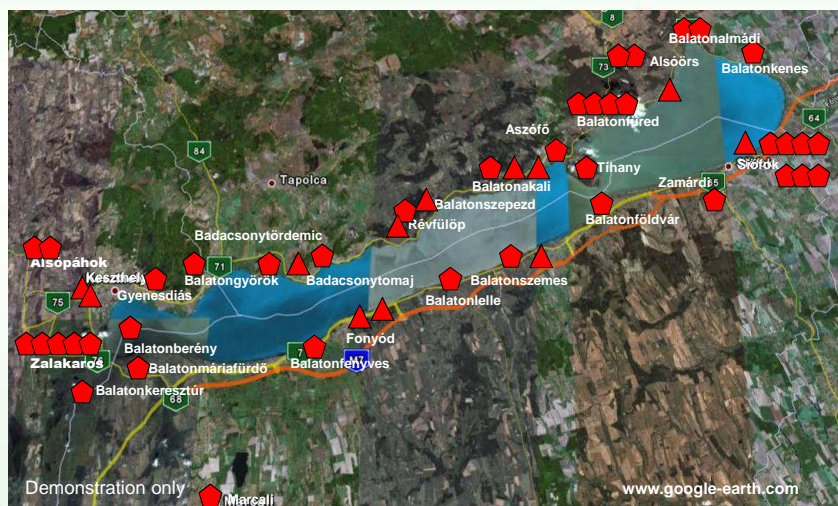 8
Balatonalmádi
Alsóörs
73
Balatonkenes
Balatonfüred
64
Aszófő
84
Siófok
Tihany
Tapolca
Balatonakali
Zamárdi
65
Balatonszepezd
Balatonföldvár
Révfülöp
Badacsonytördemic
Alsópáhok
71
Keszthely
Balatongyörök
Badacsonytomaj
Balatonszemes
Gyenesdiás
75
Balatonlelle
Fonyód
Balatonberény
7
M7
Balatonfenyves
Zalakaros
76
Balatonmáriafürdő
Balatonkeresztúr
68
Demonstration only
www.google-earth.com
Marcali